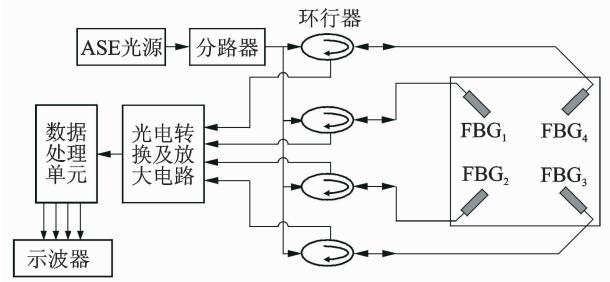 环行器
ASE光源
分路器
数据
处理
单元
光电转
换及放
大电路
FBG₁
FBG₄
FBG₂
FBG₃
示波器